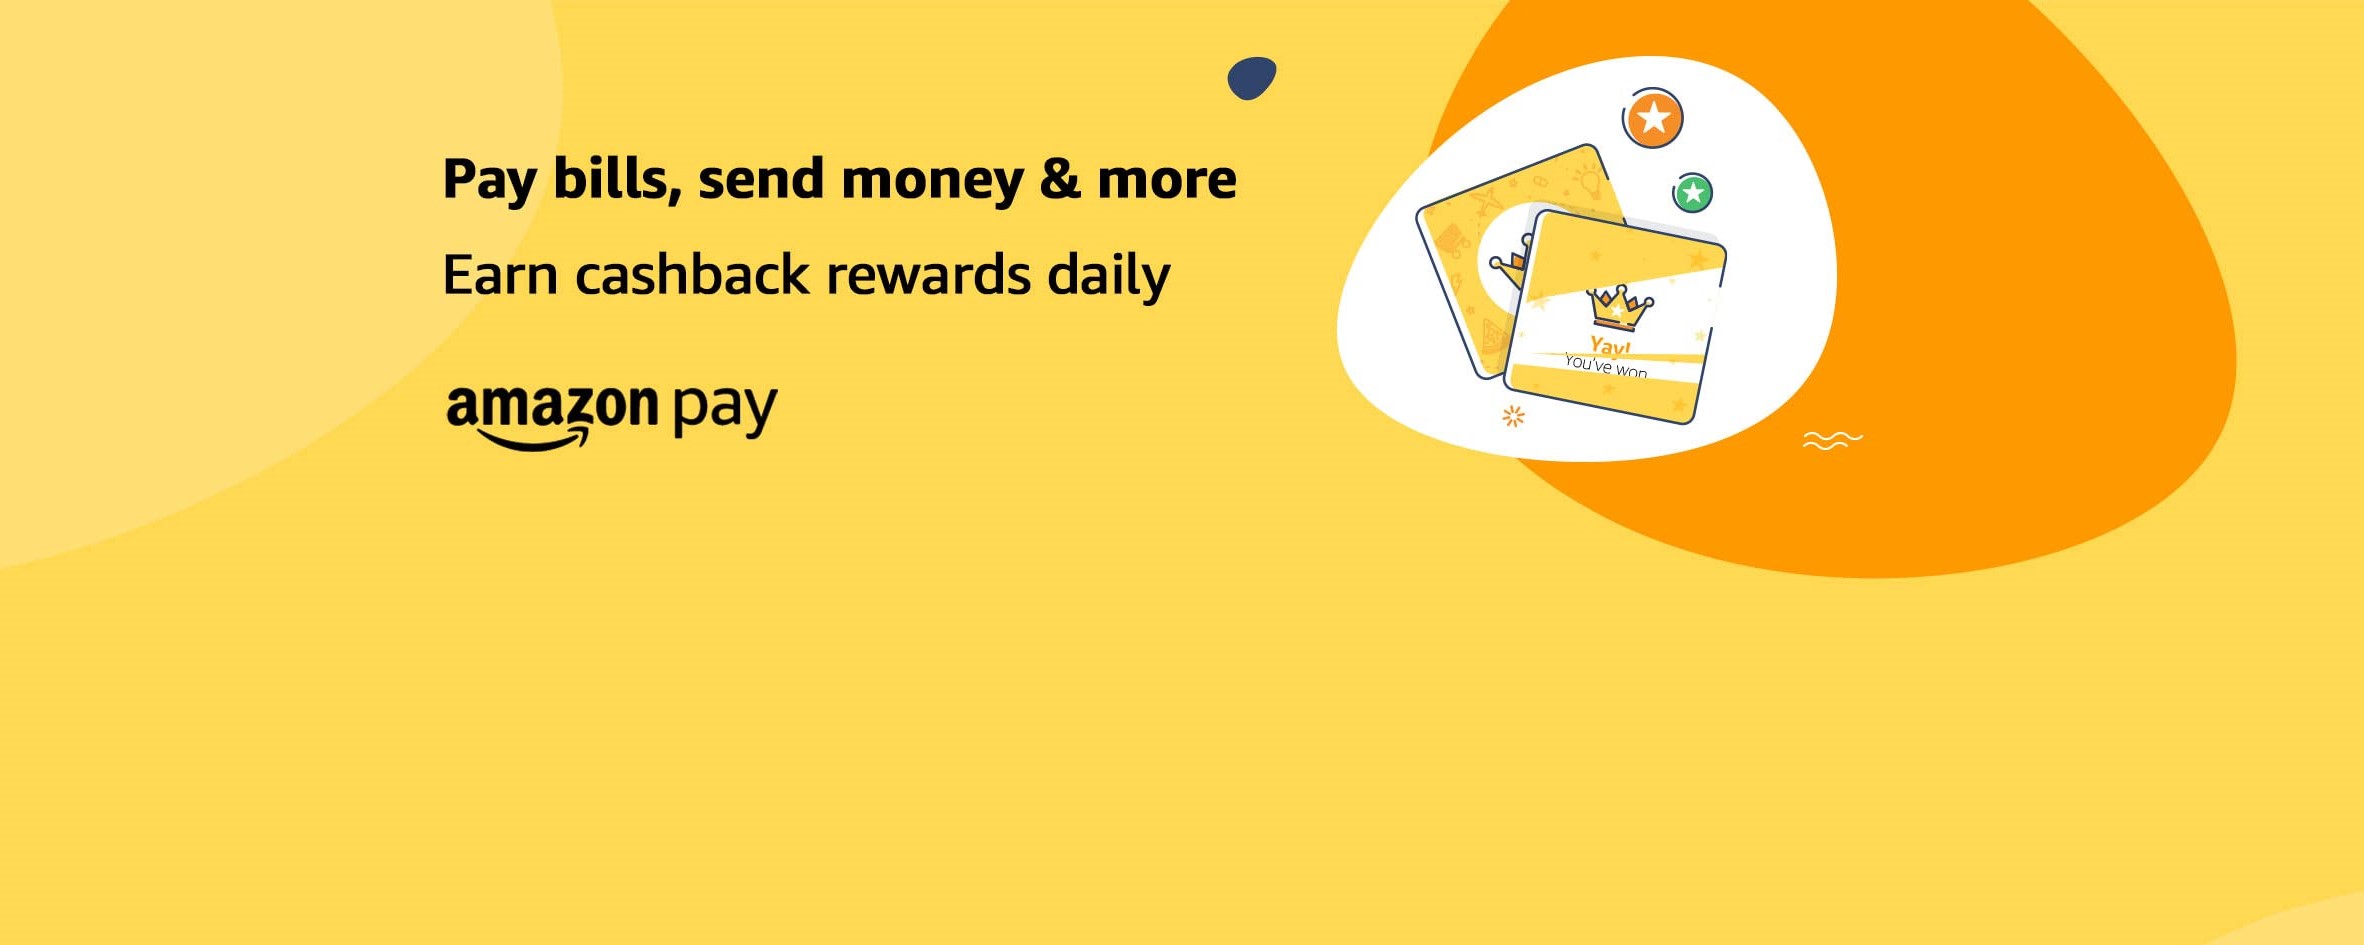 Pay bills, send money & more
Earn cashback rewards daily
amazon pay
Yay!
You've won